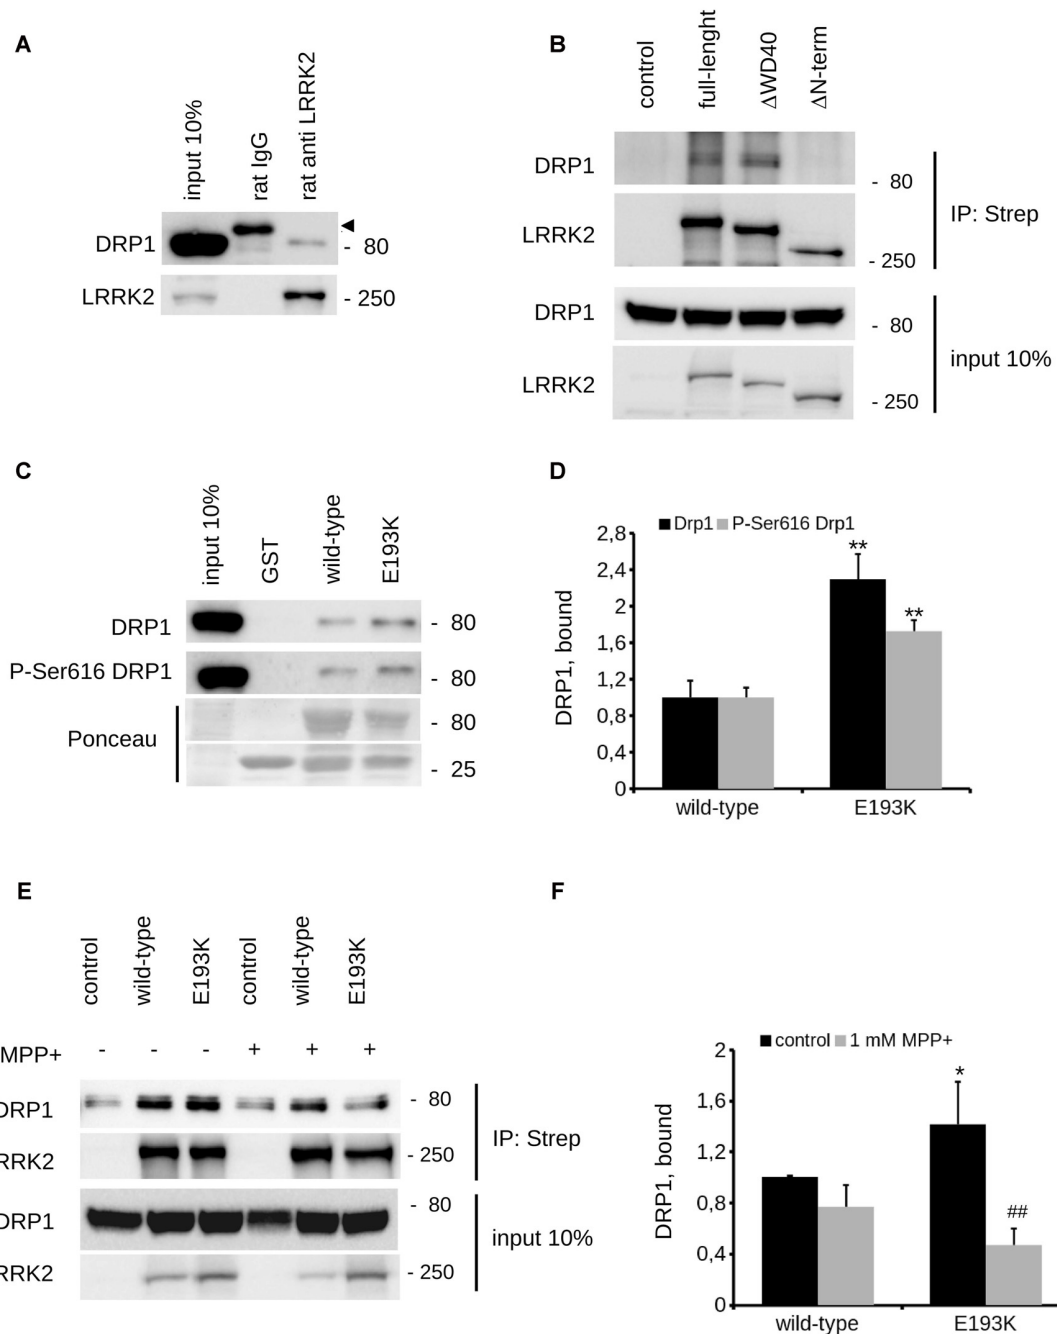 A
input 10%
rat IgG
rat anti LRRK2
DRP1
- 80
LRRK2
- 250
B
control
full-lenght
ΔWD40
ΔN-term
DRP1
- 80
LRRK2
- 250
IP: Strep
DRP1
- 80
LRRK2
- 250
input 10%
C
input 10%
GST
wild-type
E193K
DRP1
- 80
P-Ser616 DRP1
- 80
Ponceau
- 80
- 25
D
Drp1 P-Ser616 Drp1
DRP1, bound
2,8
2,4
2
1,6
1,2
0,8
0,4
0
**
**
wild-type
E193K
E
control
wild-type
E193K
control
wild-type
E193K
MPP+ - - - + + +
DRP1
- 80
RRK2
- 250
IP: Strep
DRP1
- 80
RRK2
- 250
input 10%
F
control 1 mM MPP+
DRP1, bound
2
1,6
1,2
0,8
0,4
0
*
##
wild-type
E193K